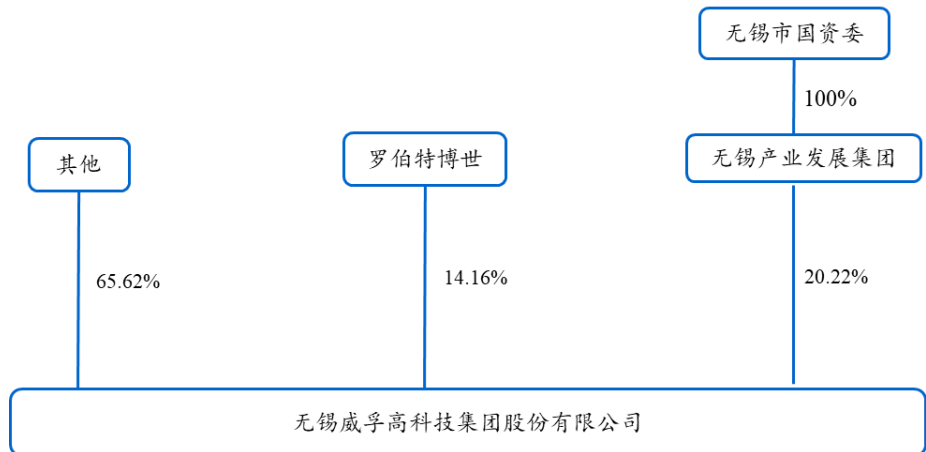 无锡市国资委
100%
其他
罗伯特博世
无锡产业发展集团
65.62%
14.16%
20.22%
无锡威孚高科技集团股份有限公司